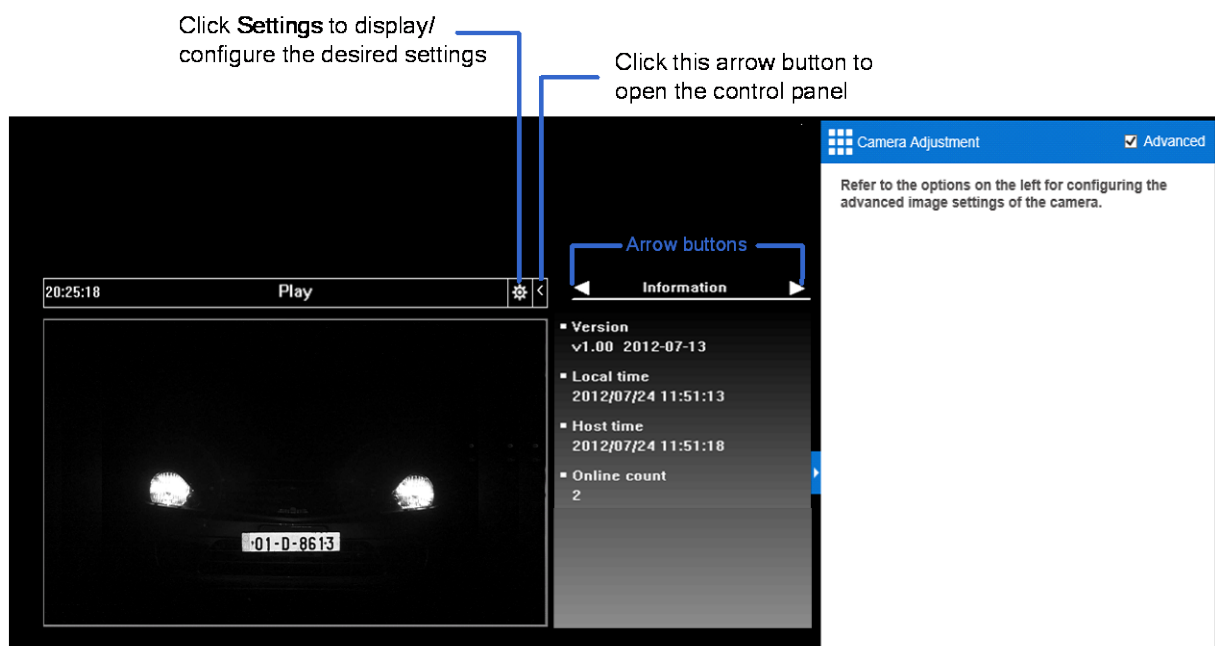 Click Settings to display/
configure the desired settings
Click this arrow button to
open the control panel
Camera Adjustment
Advanced
Refer to the options on the left for configuring the
advanced image settings of the camera.
Arrow buttons
20:25:18 Play
Information
Version
v1.00 2012-07-13
Local time
2012/07/24 11:51:13
Host time
2012/07/24 11:51:18
Online count
2
01-D-8613